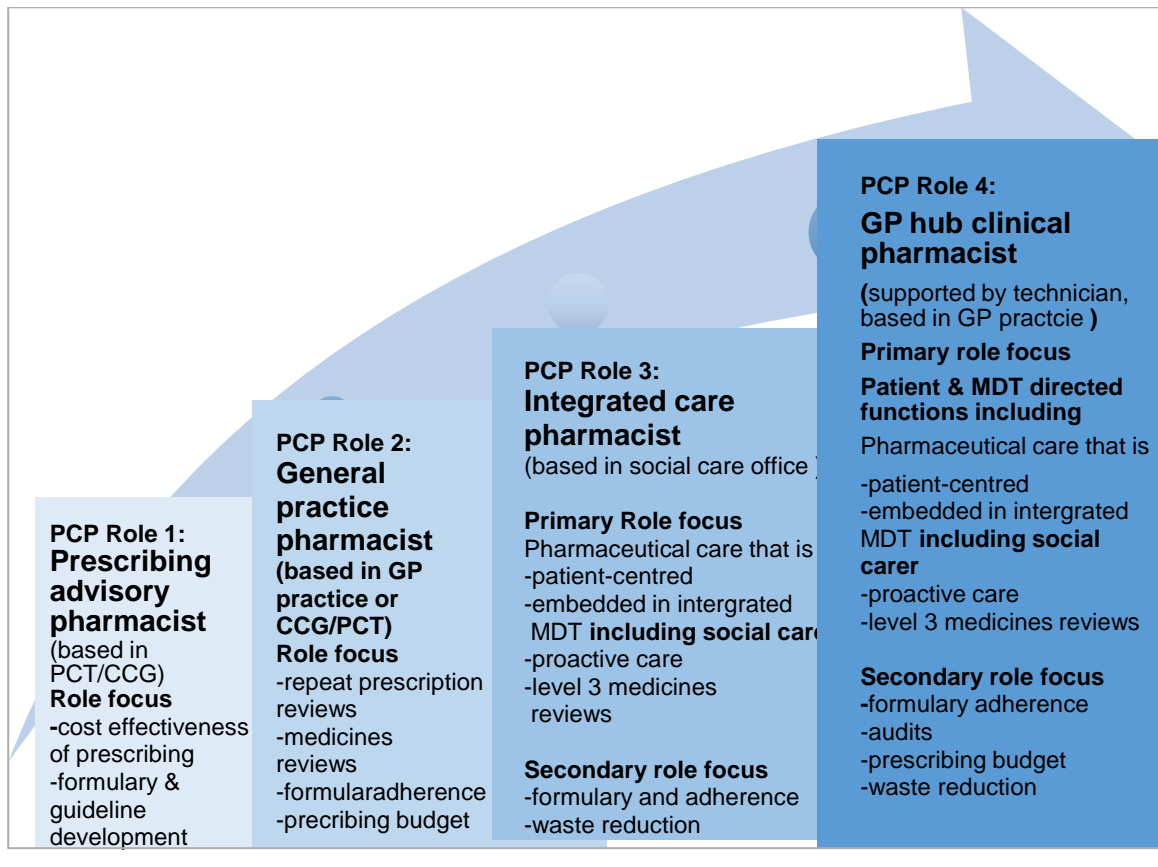 PCP Role 1:
Prescribing
advisory
pharmacist
(based in
PCT/CCG)
Role focus
-cost effectiveness
of prescribing
-formulary &
guideline
development
PCP Role 2:
General
practice
pharmacist
(based in GP
practice or
CCG/PCT)
Role focus
-repeat prescription
reviews
-medicines
reviews
-formularadherence
-precribing budget
PCP Role 3:
Integrated care
pharmacist
(based in social care office )
Primary Role focus
Pharmaceutical care that is
-patient-centred
-embedded in intergrated
MDT including social care
-proactive care
-level 3 medicines
reviews
Secondary role focus
-formulary and adherence
-waste reduction
PCP Role 4:
GP hub clinical
pharmacist
(supported by technician,
based in GP practcie )
Primary role focus
Patient & MDT directed
functions including
Pharmaceutical care that is
-patient-centred
-embedded in intergrated
MDT including social
carer
-proactive care
-level 3 medicines reviews
Secondary role focus
-formulary adherence
-audits
-prescribing budget
-waste reduction